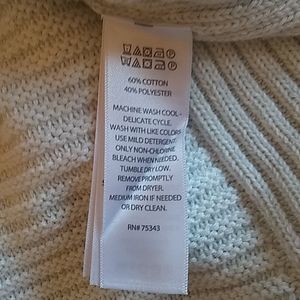 60% COTTON
40% POLYESTER
MACHINE WASH COOL -
DELICATE CYCLE.
WASH WITH LIKE COLORS
USE MILD DETERGENT
ONLY NON-CHLORINE
BLEACH WHEN NEEDED.
TUMBLE DRY LOW.
REMOVE PROMPTLY
FROM DRYER.
MEDIUM IRON IF NEEDED
OR DRY CLEAN.
RN# 75343